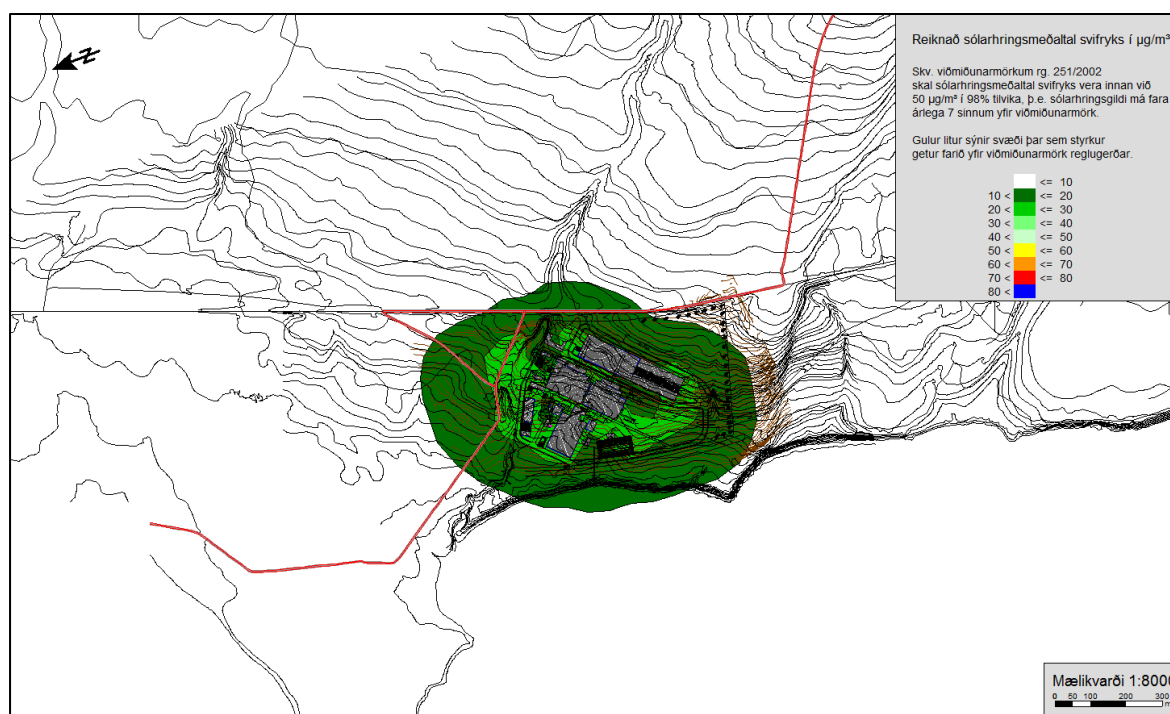 N
Reiknað sólarhringsmeðaltal svifryks í µg/m³
Skv. viðmiðunarmörkum rg. 251/2002
skal sólarhringsmeðaltal svifryks vera innan við
50 µg/m³ í 98% tilvika, þ.e. sólarhringsgildi má fara
árlega 7 sinnum yfir viðmiðunarmörk.
Gulur litur sýnir svæði þar sem styrkur
getur farið yfir viðmiðunarmörk reglugerðar.
<= 10
10 < <= 20
20 < <= 30
30 < <= 40
40 < <= 50
50 < <= 60
60 < <= 70
70 < <= 80
80 <
Mælikvarði 1:8000
0 50 100 200 300
m